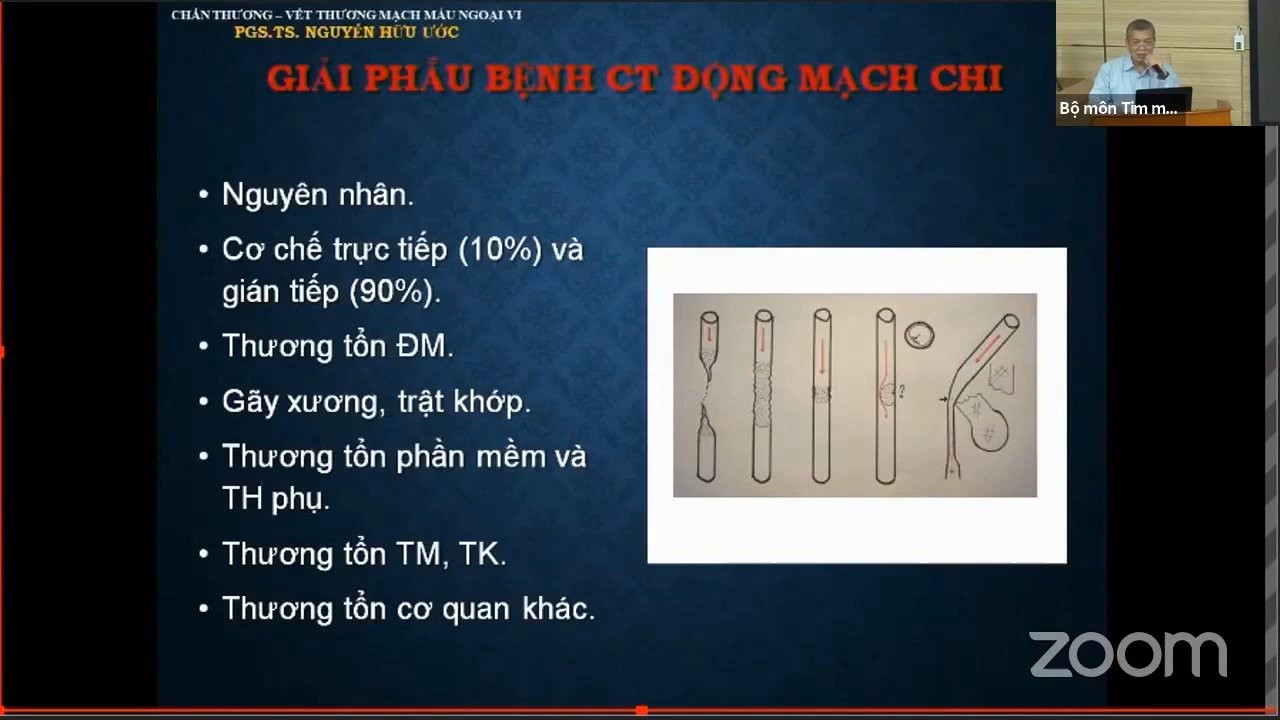 CHẤN THƯƠNG – VẾT THƯƠNG MẠCH MÁU NGOẠI VI
PGS.TS. NGUYỄN HỮU ƯỚC
GIẢI PHẪU BỆNH CT ĐỘNG MẠCH CHI
Bộ môn Tim m...
• Nguyên nhân.
• Cơ chế trực tiếp (10%) và
gián tiếp (90%).
• Thương tổn ĐM.
• Gãy xương, trật khớp.
• Thương tổn phần mềm và
TH phụ.
• Thương tổn TM, TK.
• Thương tổn cơ quan khác.
?
zoom